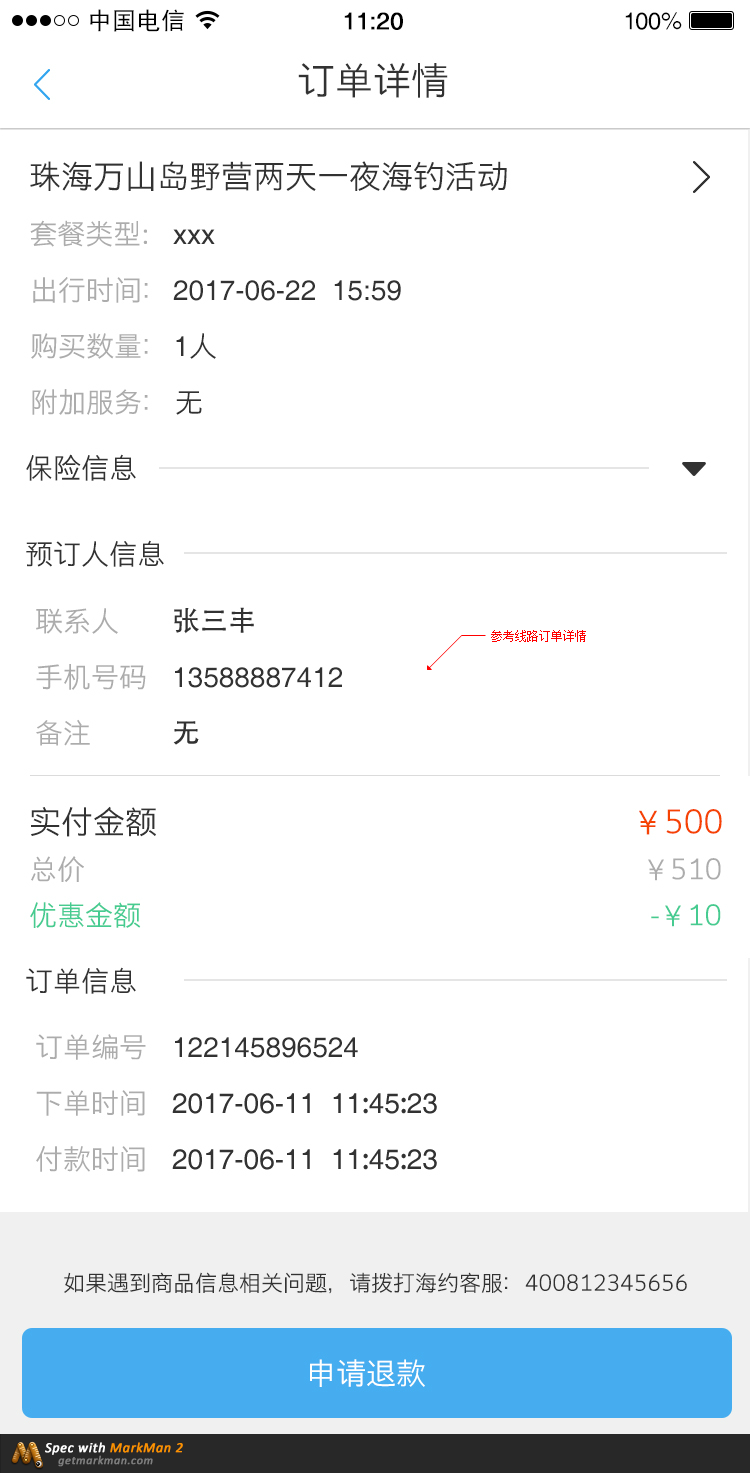 中国电信 11:20 100%
订单详情
珠海万山岛野营两天一夜海钓活动
套餐类型: xxx
出行时间: 2017-06-22 15:59
购买数量: 1人
附加服务: 无
保险信息
预订人信息
联系人 张三丰
参考线路订单详情
手机号码 13588887412
备注 无
实付金额 ￥500
总价 ￥510
优惠金额 -￥10
订单信息
订单编号 122145896524
下单时间 2017-06-11 11:45:23
付款时间 2017-06-11 11:45:23
如果遇到商品信息相关问题，请拨打海约客服：400812345656
申请退款
Spec with MarkMan 2
getmarkman.com